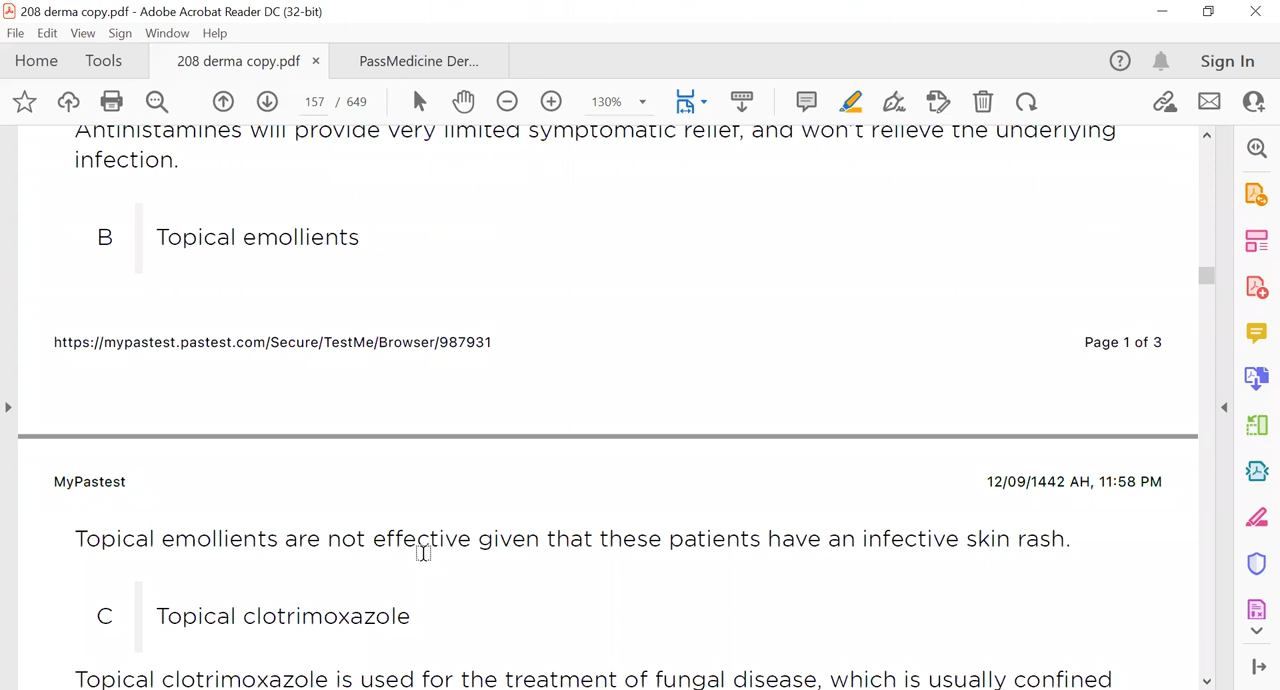 208 derma copy.pdf - Adobe Acrobat Reader DC (32-bit)
File Edit View Sign Window Help
Home Tools 208 derma copy.pdf × PassMedicine Der... Sign In
157 / 649 130%
Antihistamines will provide very limited symptomatic relief, and won't relieve the underlying
infection.
B Topical emollients
https://mypastest.pastest.com/Secure/TestMe/Browser/987931 Page 1 of 3
MyPastest 12/09/1442 AH, 11:58 PM
Topical emollients are not effective given that these patients have an infective skin rash.
C Topical clotrimoxazole
Topical clotrimoxazole is used for the treatment of fungal disease, which is usually confined